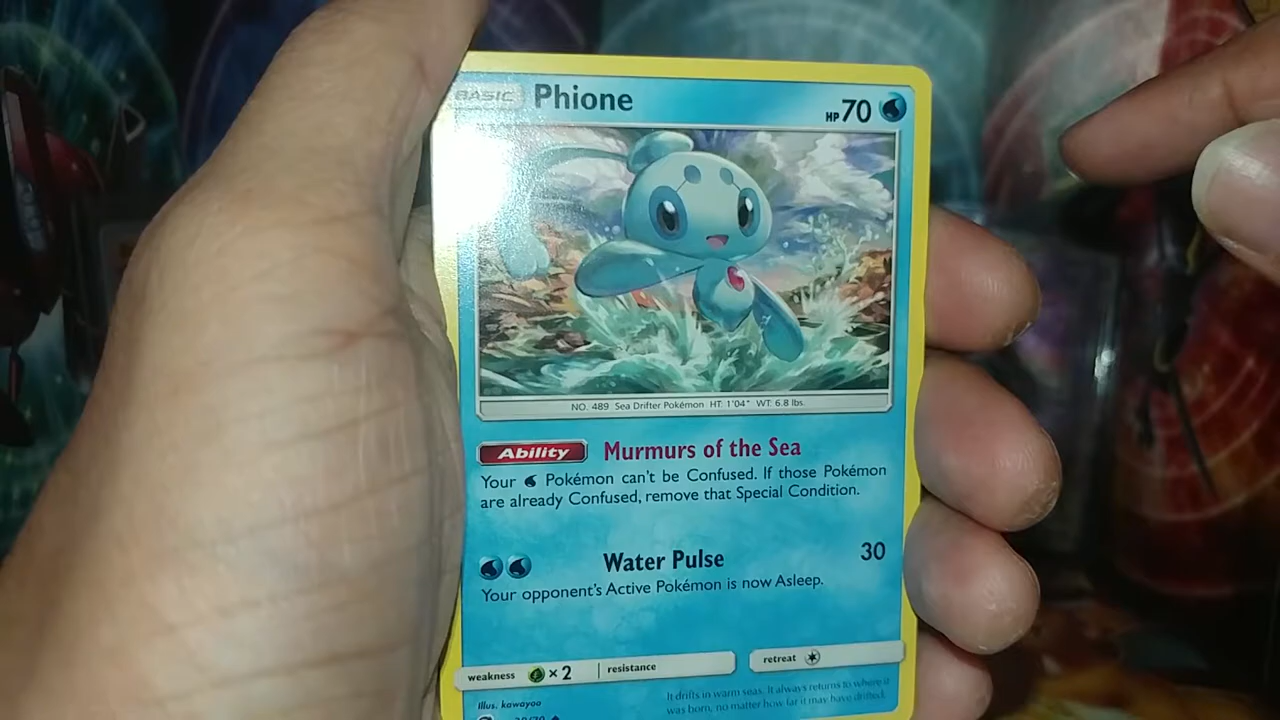 BASIC Phione HP 70
NO. 489 Sea Drifter Pokémon HT: 1'04" WT: 6.8 lbs.
Ability Murmurs of the Sea
Your Pokémon can't be Confused. If those Pokémon
are already Confused, remove that Special Condition.
Water Pulse 30
Your opponent's Active Pokémon is now Asleep.
weakness ×2 resistance retreat
Illus. kawayoo
It drifts in warm seas. It always returns to where it
was born, no matter how far it may have drifted.